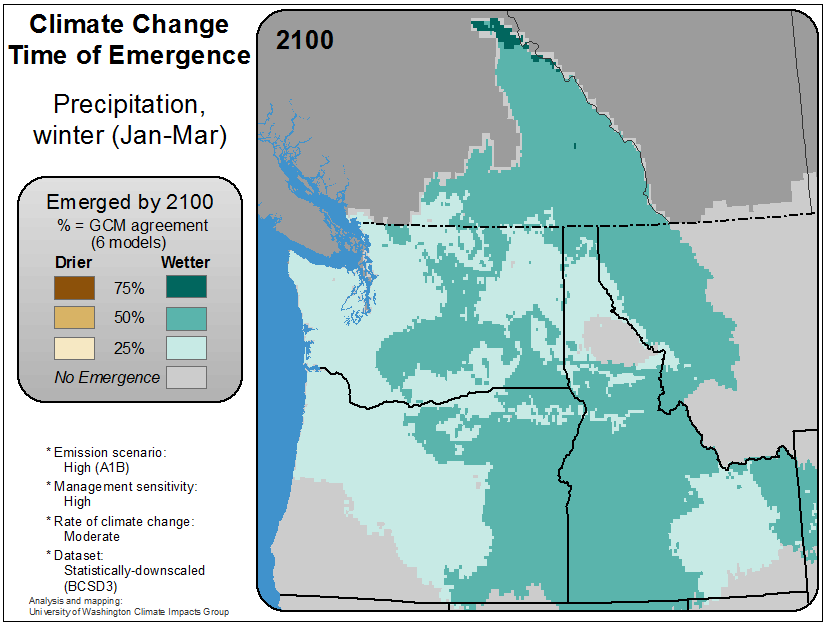 Climate Change
Time of Emergence
Precipitation,
winter (Jan-Mar)
Emerged by 2100
% = GCM agreement
(6 models)
Drier Wetter
75%
50%
25%
No Emergence
* Emission scenario:
High (A1B)
* Management sensitivity:
High
* Rate of climate change:
Moderate
* Dataset:
Statistically-downscaled
(BCSD3)
Analysis and mapping:
University of Washington Climate Impacts Group
2100